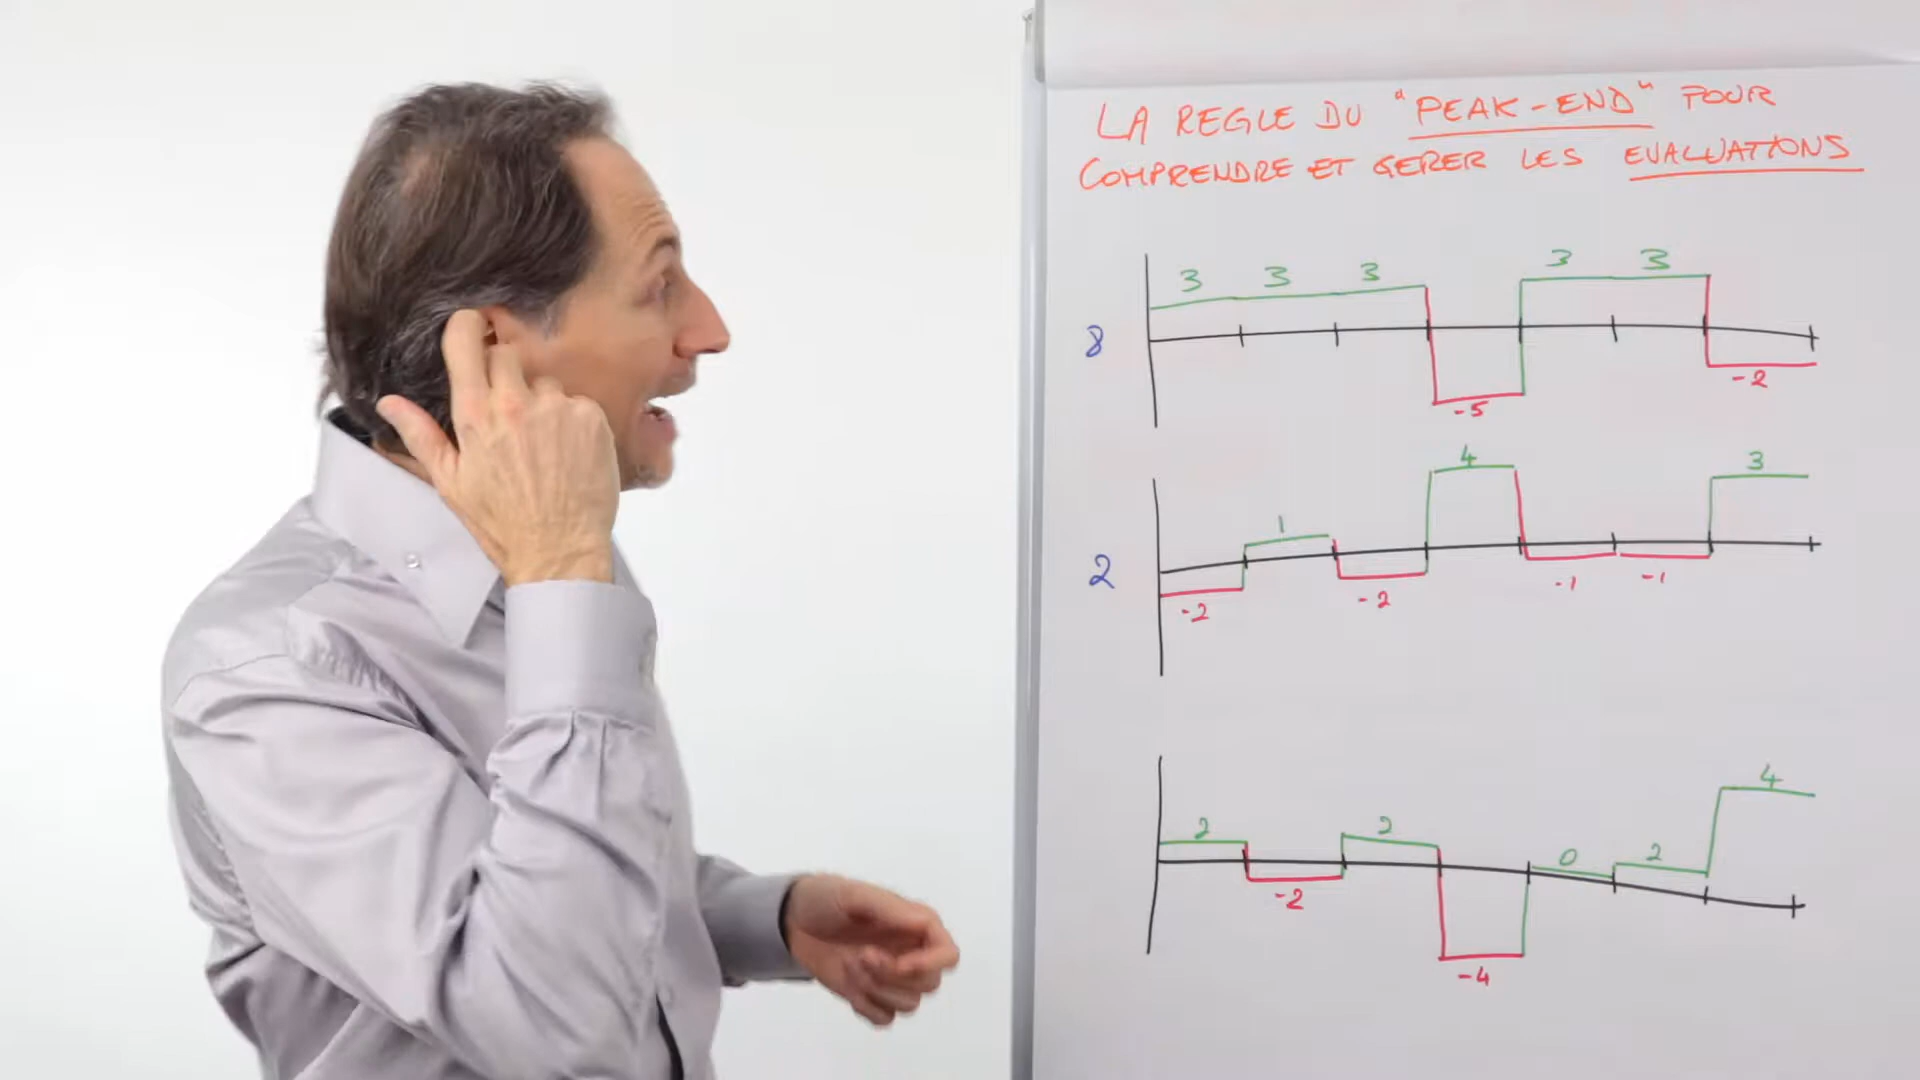 LA REGLE DU "PEAK-END" POUR
COMPRENDRE ET GERER LES EVALUATIONS
3 3 3 3 3
8
-5 -2
4 3
1
2
-2 -2 -1 -1
4
2 2 0 2
-2
-4